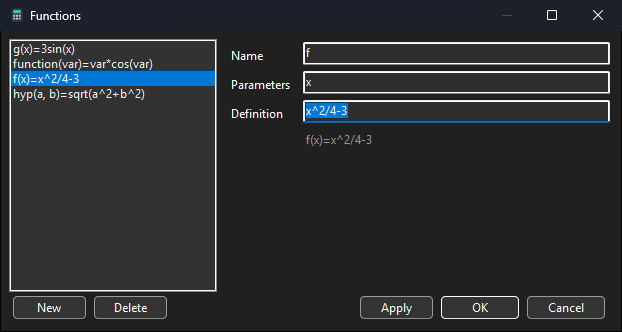 Functions
g(x)=3sin(x)
function(var)=var*cos(var)
f(x)=x^2/4-3
hyp(a, b)=sqrt(a^2+b^2)
Name
f
Parameters
x
Definition
x^2/4-3
f(x)=x^2/4-3
New
Delete
Apply
OK
Cancel